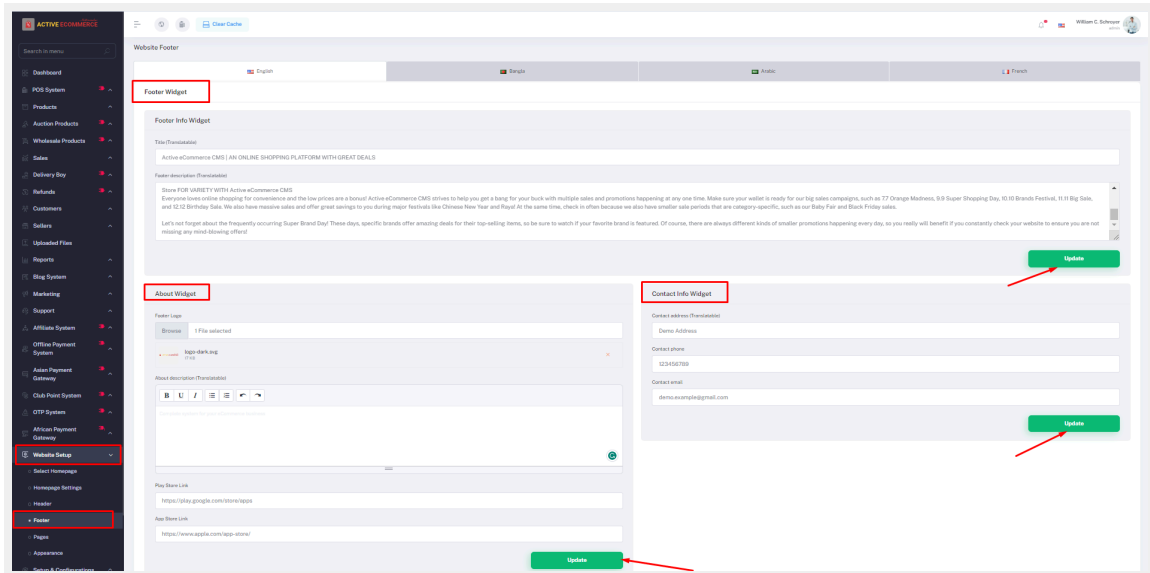 ACTIVE ECOMMERCE
Clear Cache
William C. Schroyer
admin
Search in menu
Website Footer
English
Bangla
Arabic
French
Dashboard
POS System
Products
Auction Products
Wholesale Products
Sales
Delivery Boy
Refunds
Customers
Sellers
Uploaded Files
Reports
Blog System
Marketing
Support
Affiliate System
Offline Payment
System
Asian Payment
Gateway
Club Point System
OTP System
African Payment
Gateway
Website Setup
Select Homepage
Homepage Settings
Header
Footer
Pages
Appearance
Setup & Configurations
Footer Widget
Footer Info Widget
Title (Translatable)
Active eCommerce CMS | AN ONLINE SHOPPING PLATFORM WITH GREAT DEALS
Footer description (Translatable)
Store FOR VARIETY WITH Active eCommerce CMS
Everyone loves online shopping for convenience and the low prices are a bonus! Active eCommerce CMS strives to help you get a bang for your buck with multiple sales and promotions happening at any one time. Make sure your wallet is ready for our big sales campaigns, such as 7.7 Orange Madness, 9.9 Super Shopping Day, 10.10 Brands Festival, 11.11 Big Sale,
and 12.12 Birthday Sale. We also have massive sales and offer great savings to you during major festivals like Chinese New Year and Raya! At the same time, check in often because we also have smaller sale periods that are category-specific, such as our Baby Fair and Black Friday sales.
Let's not forget about the frequently occurring Super Brand Day! These days, specific brands offer amazing deals for their top-selling items, so be sure to watch if your favorite brand is featured. Of course, there are always different kinds of smaller promotions happening every day, so you really will benefit if you constantly check your website to ensure you are not
missing any mind-blowing offers!
Update
About Widget
Footer Logo
Browse
1 File selected
logo-dark.svg
17 KB
About description (Translatable)
B U I
Play Store Link
https://play.google.com/store/apps
App Store Link
https://www.apple.com/app-store/
Update
Contact Info Widget
Contact address (Translatable)
Demo Address
Contact phone
123456789
Contact email
demo.example@gmail.com
Update